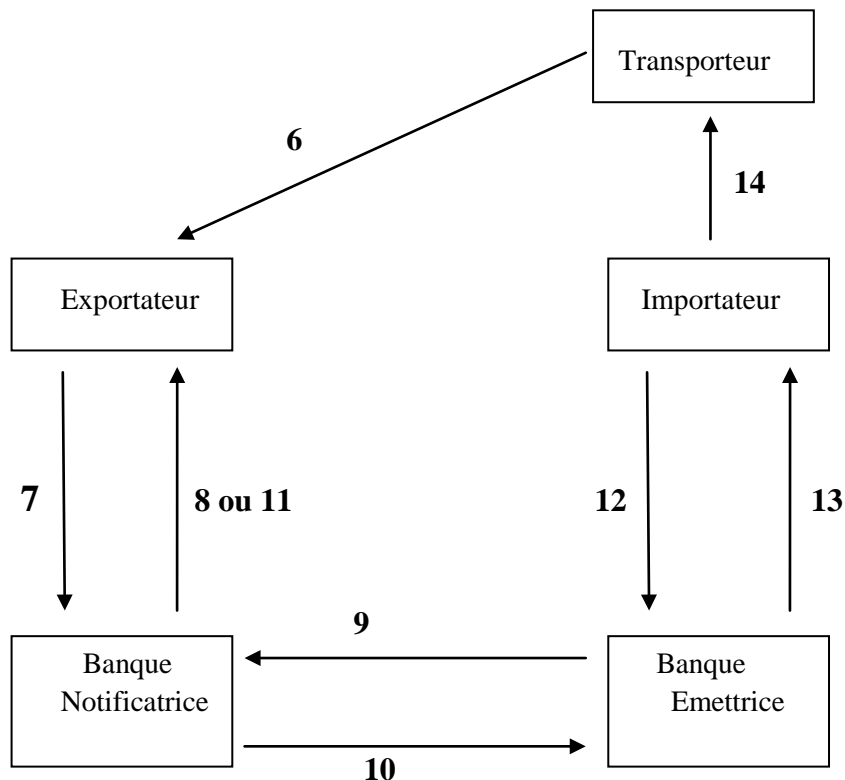 Transporteur
6
14
Exportateur
Importateur
7
8 ou 11
12
13
9
Banque
Notificatrice
Banque
Emettrice
10